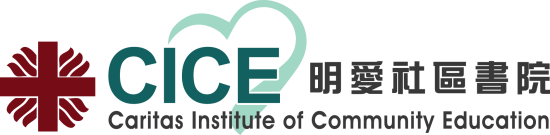 CICE 明愛社區書院
Caritas Institute of Community Education